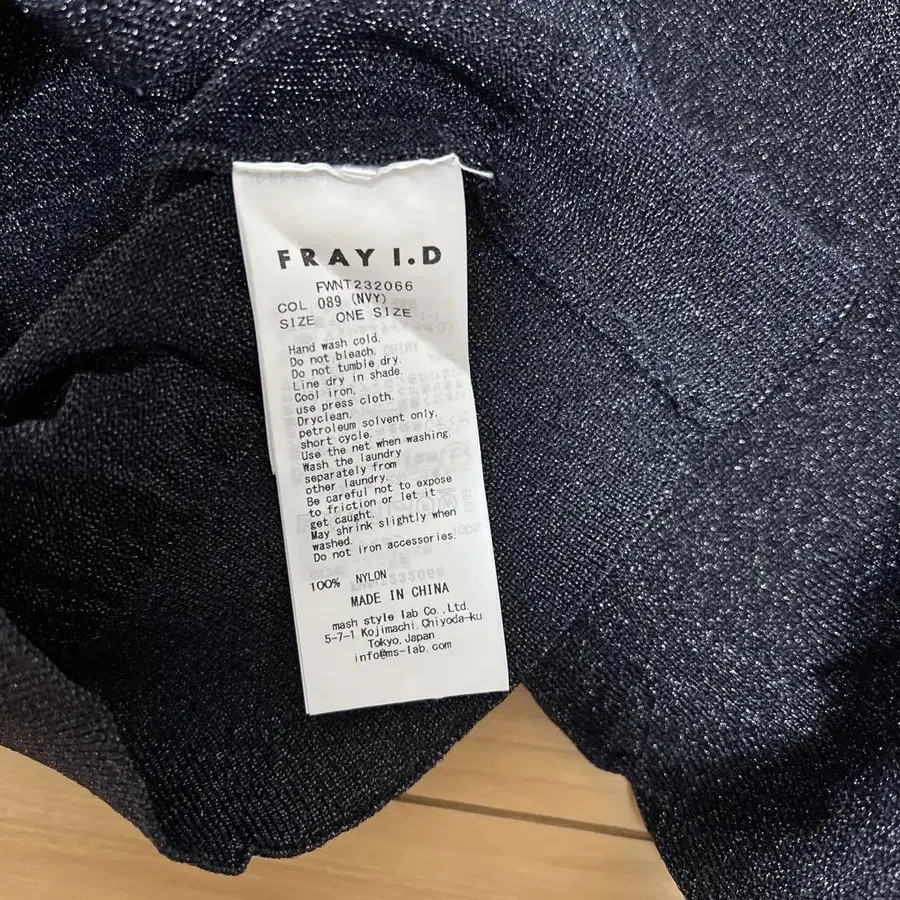 FRAY I.D
FWNT232066
COL 089 (NVY)
SIZE ONE SIZE
Hand wash cold.
Do not bleach.
Do not tumble dry.
Line dry in shade.
Cool iron.
use press cloth.
Dryclean,
petroleum solvent only,
short cycle.
Use the net when washing.
Wash the laundry
separately from
other laundry.
Be careful not to expose
to friction or let it
get caught.
May shrink slightly when
washed.
Do not iron accessories.
100% NYLON
MADE IN CHINA
mash style lab Co.,Ltd.
5-7-1 Kojimachi,Chiyoda-ku
Tokyo,Japan
info@ms-lab.com